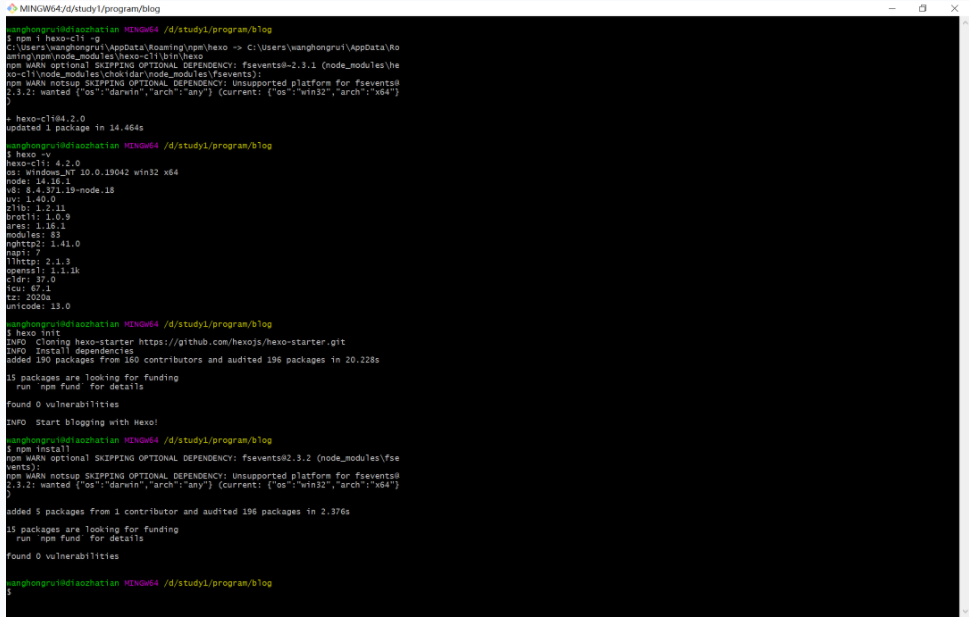 MINGW64:/d/study1/program/blog
wanghongrui@diaozhatian MINGW64 /d/study1/program/blog
$ npm i hexo-cli -g
C:\Users\wanghongrui\AppData\Roaming\npm\hexo -> C:\Users\wanghongrui\AppData\Ro
aming\npm\node_modules\hexo-cli\bin\hexo
npm WARN optional SKIPPING OPTIONAL DEPENDENCY: fsevents@~2.3.1 (node_modules\he
xo-cli\node_modules\chokidar\node_modules\fsevents):
npm WARN notsup SKIPPING OPTIONAL DEPENDENCY: Unsupported platform for fsevents@
2.3.2: wanted {"os":"darwin","arch":"any"} (current: {"os":"win32","arch":"x64"}
)
+ hexo-cli@4.2.0
updated 1 package in 14.464s
wanghongrui@diaozhatian MINGW64 /d/study1/program/blog
$ hexo -v
hexo-cli: 4.2.0
os: Windows_NT 10.0.19042 win32 x64
node: 14.16.1
v8: 8.4.371.19-node.18
uv: 1.40.0
zlib: 1.2.11
brotli: 1.0.9
ares: 1.16.1
modules: 83
nghttp2: 1.41.0
napi: 7
llhttp: 2.1.3
openssl: 1.1.1k
cldr: 37.0
icu: 67.1
tz: 2020a
unicode: 13.0
wanghongrui@diaozhatian MINGW64 /d/study1/program/blog
$ hexo init
INFO  Cloning hexo-starter https://github.com/hexojs/hexo-starter.git
INFO  Install dependencies
added 190 packages from 160 contributors and audited 196 packages in 20.228s
15 packages are looking for funding
  run `npm fund` for details
found 0 vulnerabilities
INFO  Start blogging with Hexo!
wanghongrui@diaozhatian MINGW64 /d/study1/program/blog
$ npm install
npm WARN optional SKIPPING OPTIONAL DEPENDENCY: fsevents@2.3.2 (node_modules\fse
vents):
npm WARN notsup SKIPPING OPTIONAL DEPENDENCY: Unsupported platform for fsevents@
2.3.2: wanted {"os":"darwin","arch":"any"} (current: {"os":"win32","arch":"x64"}
)
added 5 packages from 1 contributor and audited 196 packages in 2.376s
15 packages are looking for funding
  run `npm fund` for details
found 0 vulnerabilities
wanghongrui@diaozhatian MINGW64 /d/study1/program/blog
$